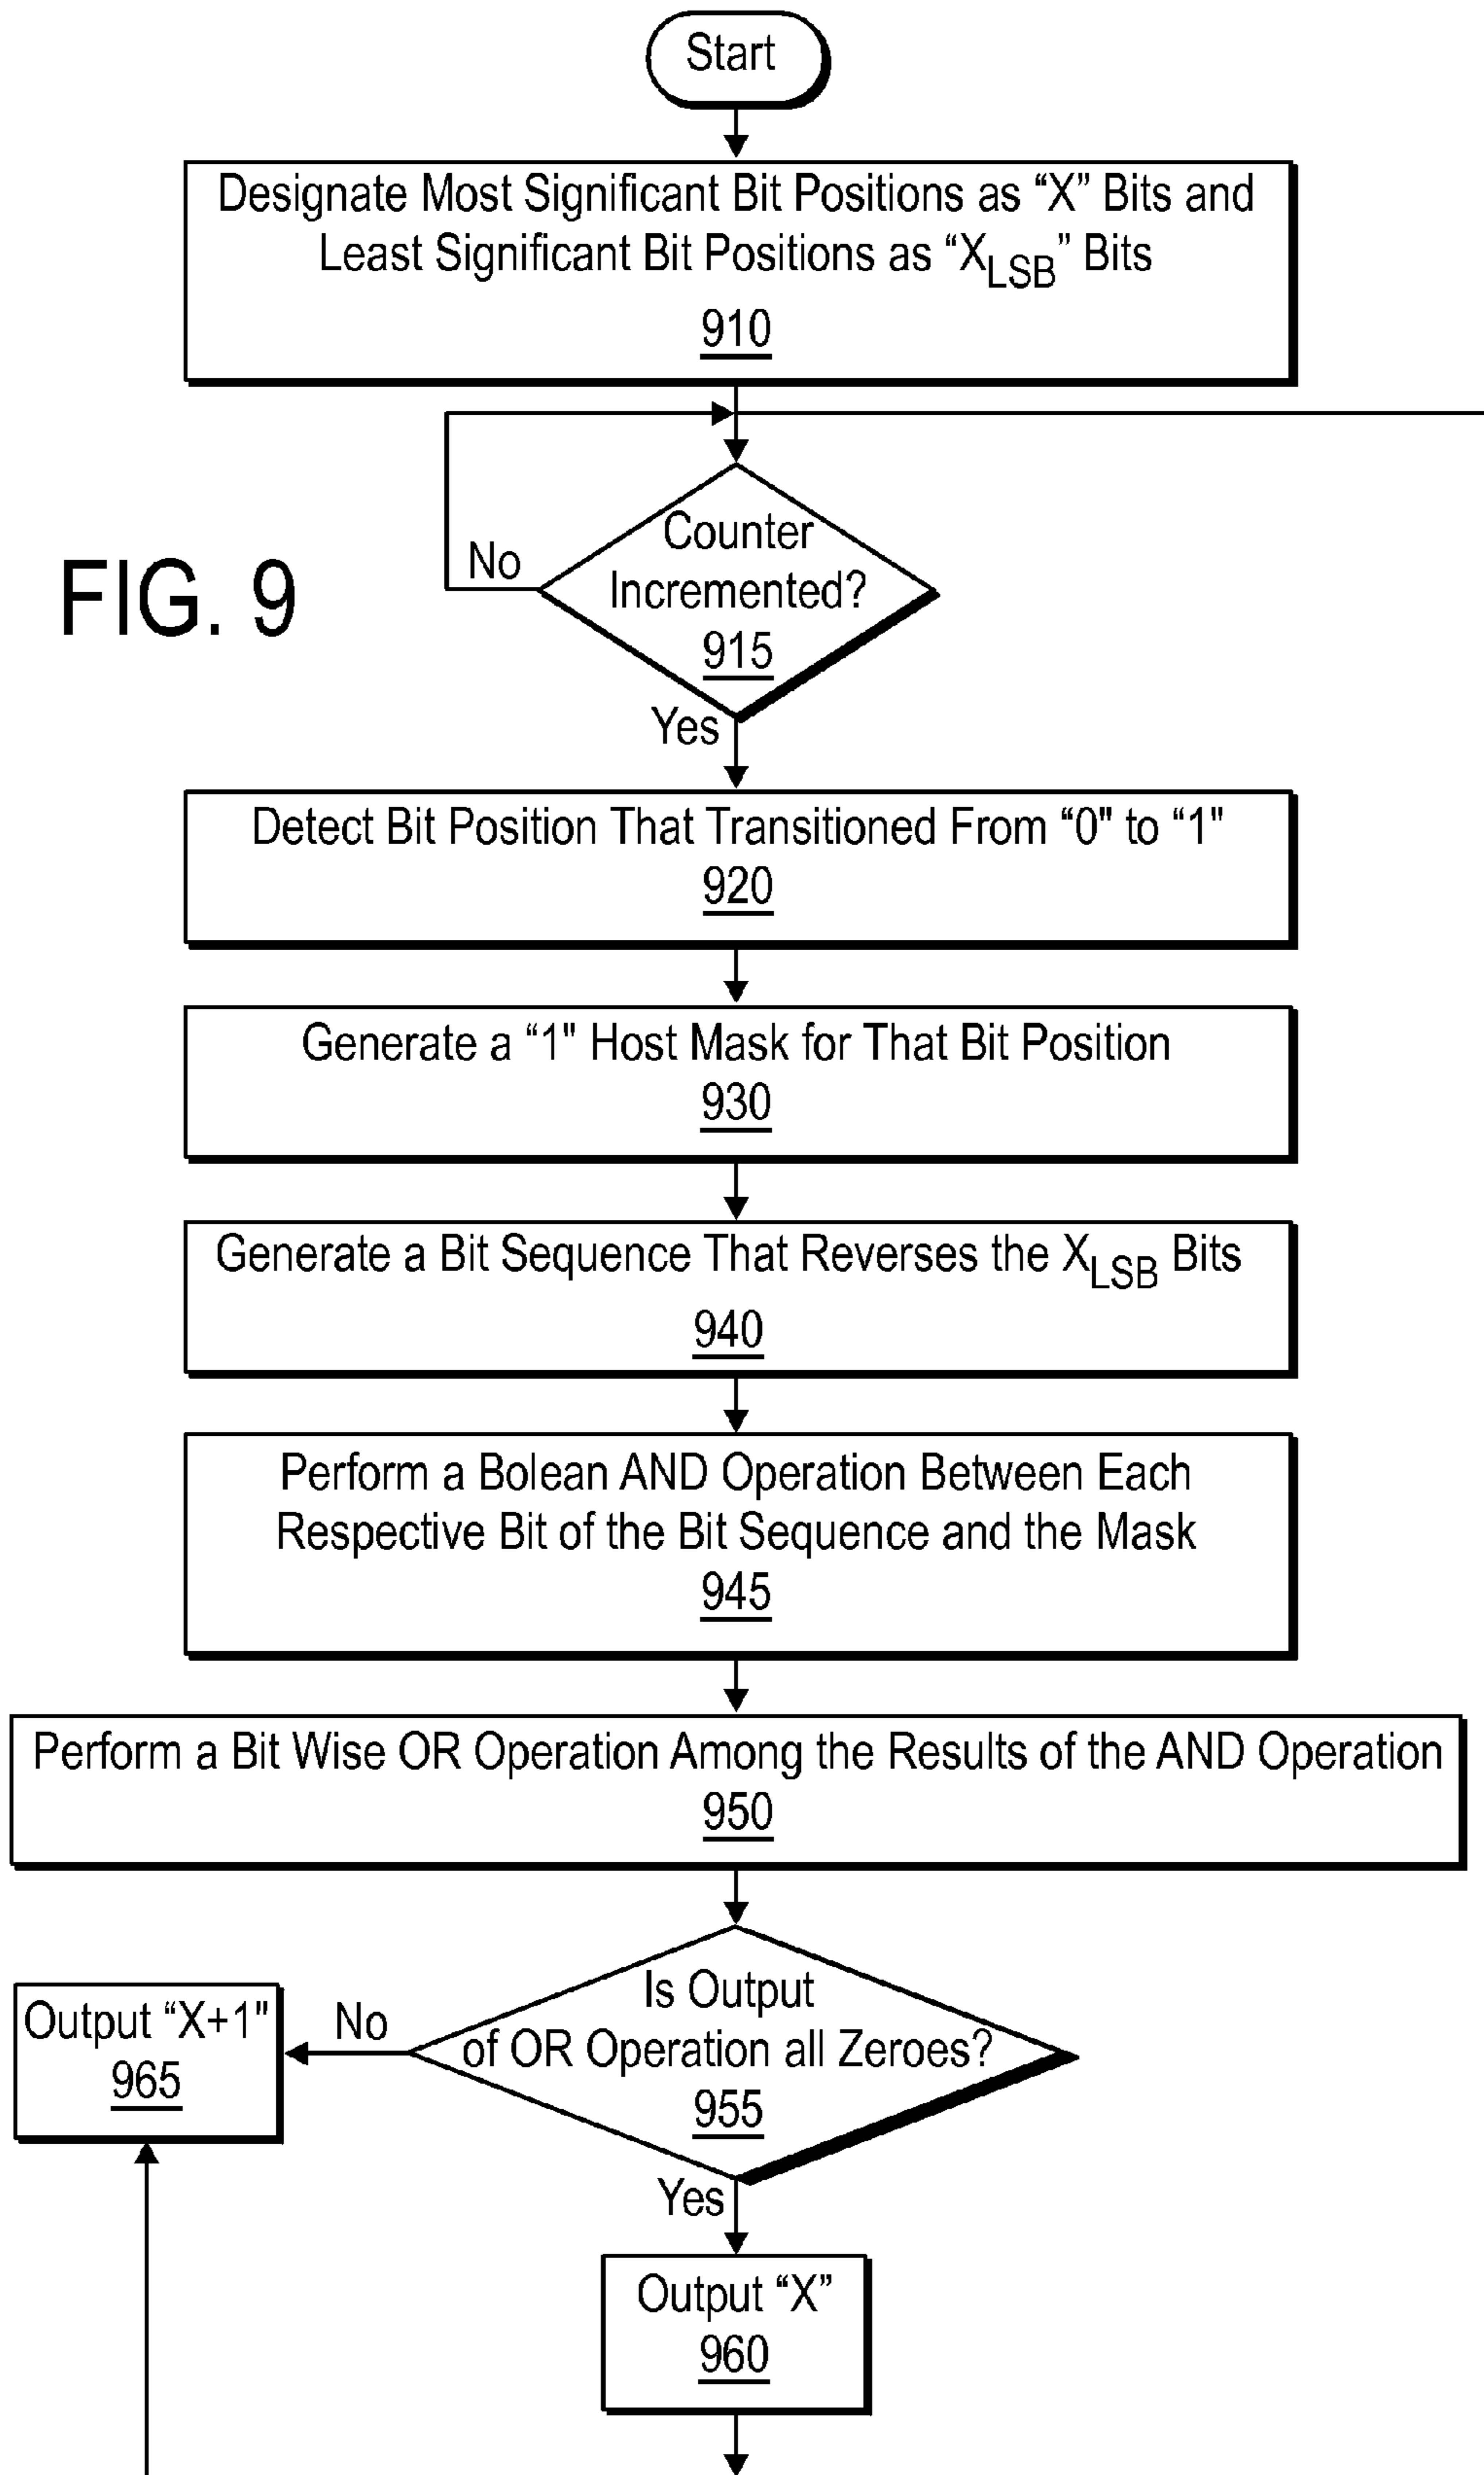 Start
Designate Most Significant Bit Positions as “X” Bits and
Least Significant Bit Positions as “XLSB” Bits
910
Counter
Incremented?
915
No
FIG. 9
Yes
Detect Bit Position That Transitioned From “0" to “1"
920
Generate a “1" Host Mask for That Bit Position
930
Generate a Bit Sequence That Reverses the XLSB Bits
940
Perform a Bolean AND Operation Between Each
Respective Bit of the Bit Sequence and the Mask
945
Perform a Bit Wise OR Operation Among the Results of the AND Operation
950
Is Output
of OR Operation all Zeroes?
955
No
Output “X+1"
965
Yes
Output “X”
960